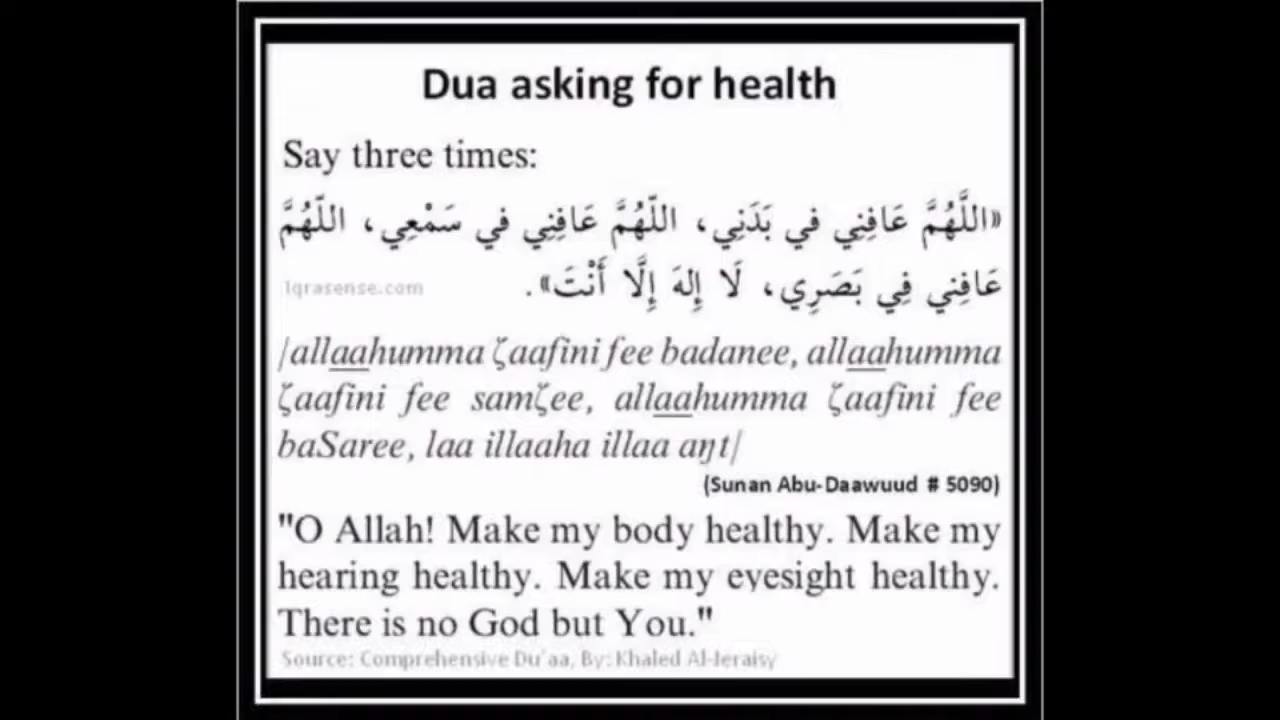 Dua asking for health
Say three times:
«اللَّهُمَّ عَافِنِي في بَدَنِي، اللّهُمَّ عَافِنِي في سَمْعِي، اللّهُمَّ
عَافِنِي فِي بَصَرِي، لَا إِلهَ إِلَّا أَنْتَ».
Iqrasense.com
/allaahumma ζaafini fee badanee, allaahumma
ζaafini fee samζee, allaahumma ζaafini fee
baSaree, laa illaaha illaa aŋt/
(Sunan Abu-Daawuud # 5090)
"O Allah! Make my body healthy. Make my
hearing healthy. Make my eyesight healthy.
There is no God but You."
Source: Comprehensive Du'aa, By: Khaled Al-Jeraisy